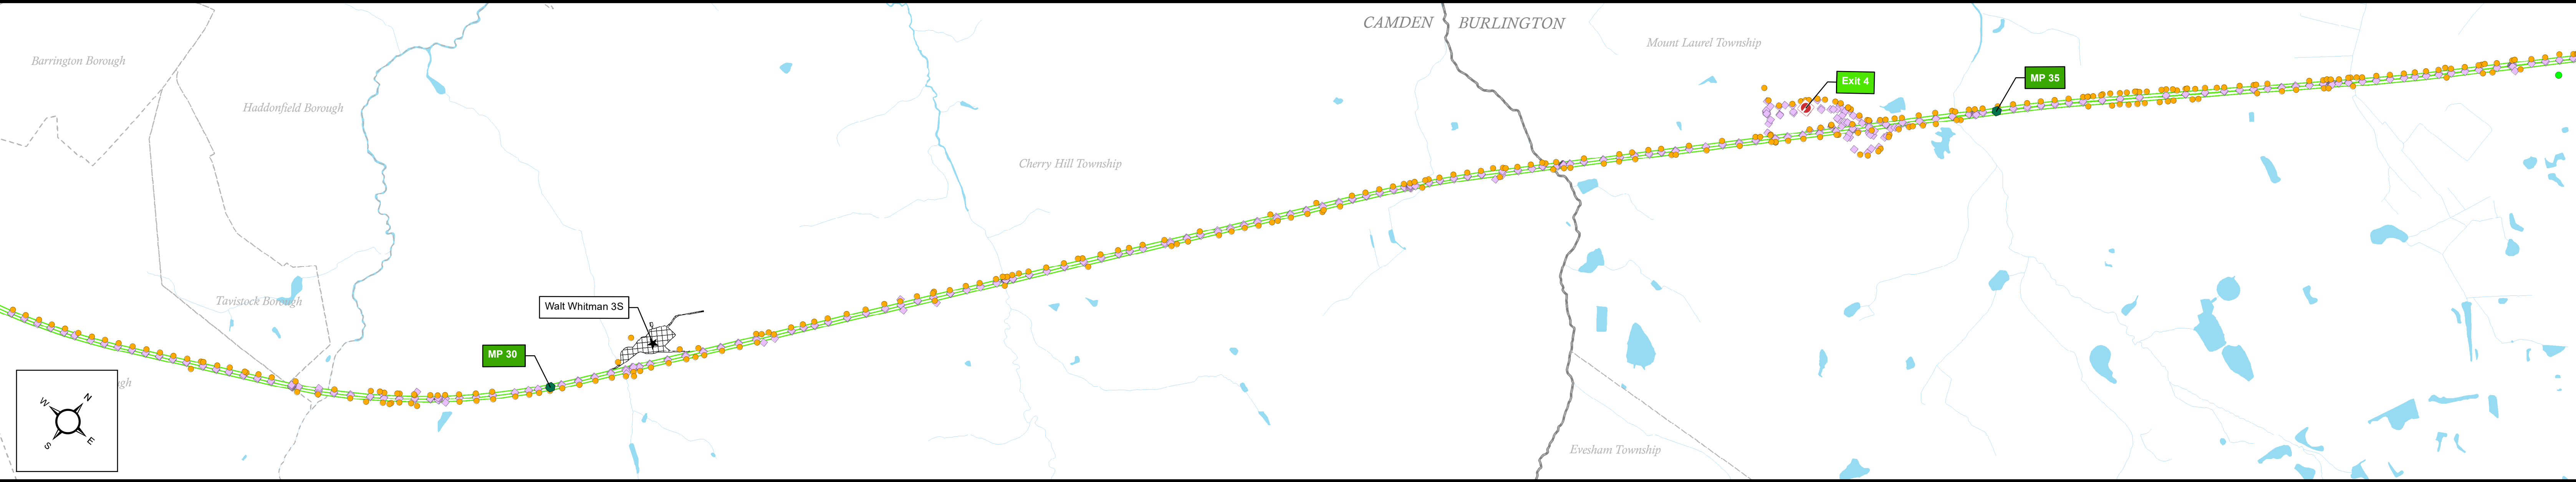 CAMDEN
BURLINGTON
Mount Laurel Township
Barrington Borough
Exit 4
MP 35
Haddonfield Borough
Cherry Hill Township
Tavistock Borough
Walt Whitman 3S
MP 30
W
N
S
E
Evesham Township